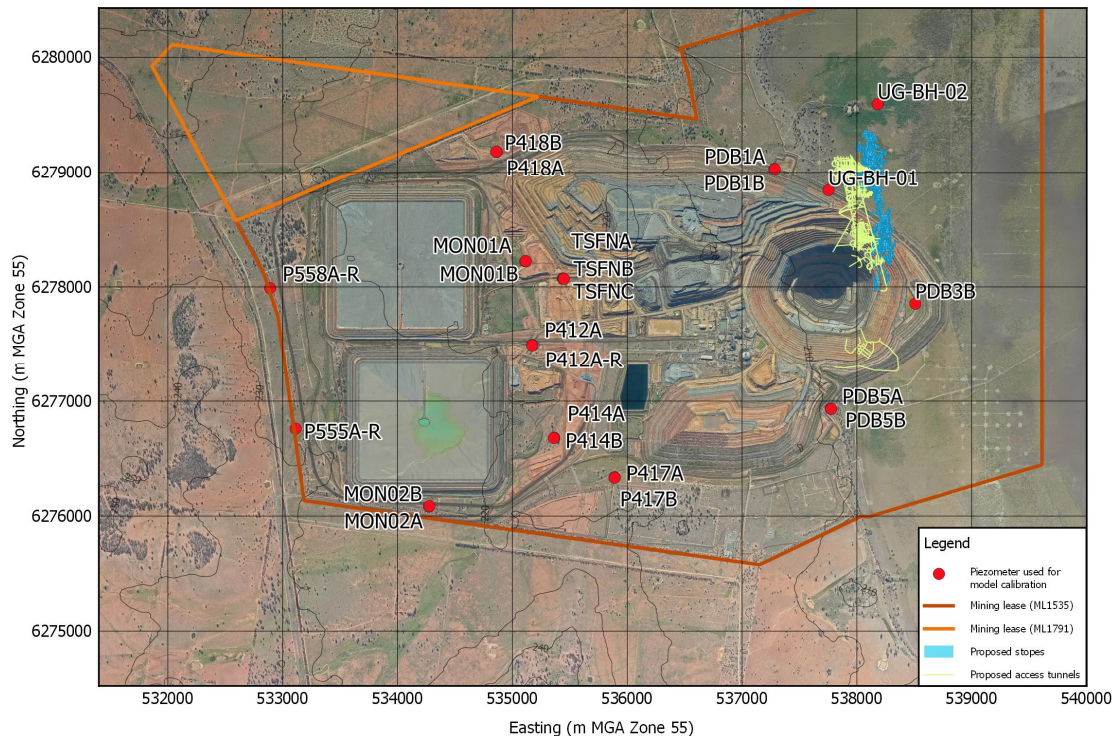 6280000
6279000
6278000
6277000
6276000
6275000
Northing (m MGA Zone 55)
UG-BH-02
P418B
P418A
PDB1A
PDB1B
UG-BH-01
MON01A
MON01B
TSFNA
TSFNB
TSFNC
P558A-R
PDB3B
P412A
P412A-R
PDB5A
PDB5B
P414A
P414B
P555A-R
P417A
P417B
MON02B
MON02A
240
Legend
Piezometer used for
model calibration
Mining lease (ML1535)
Mining lease (ML1791)
Proposed stopes
Proposed access tunnels
532000 533000 534000 535000 536000 537000 538000 539000 540000
Easting (m MGA Zone 55)